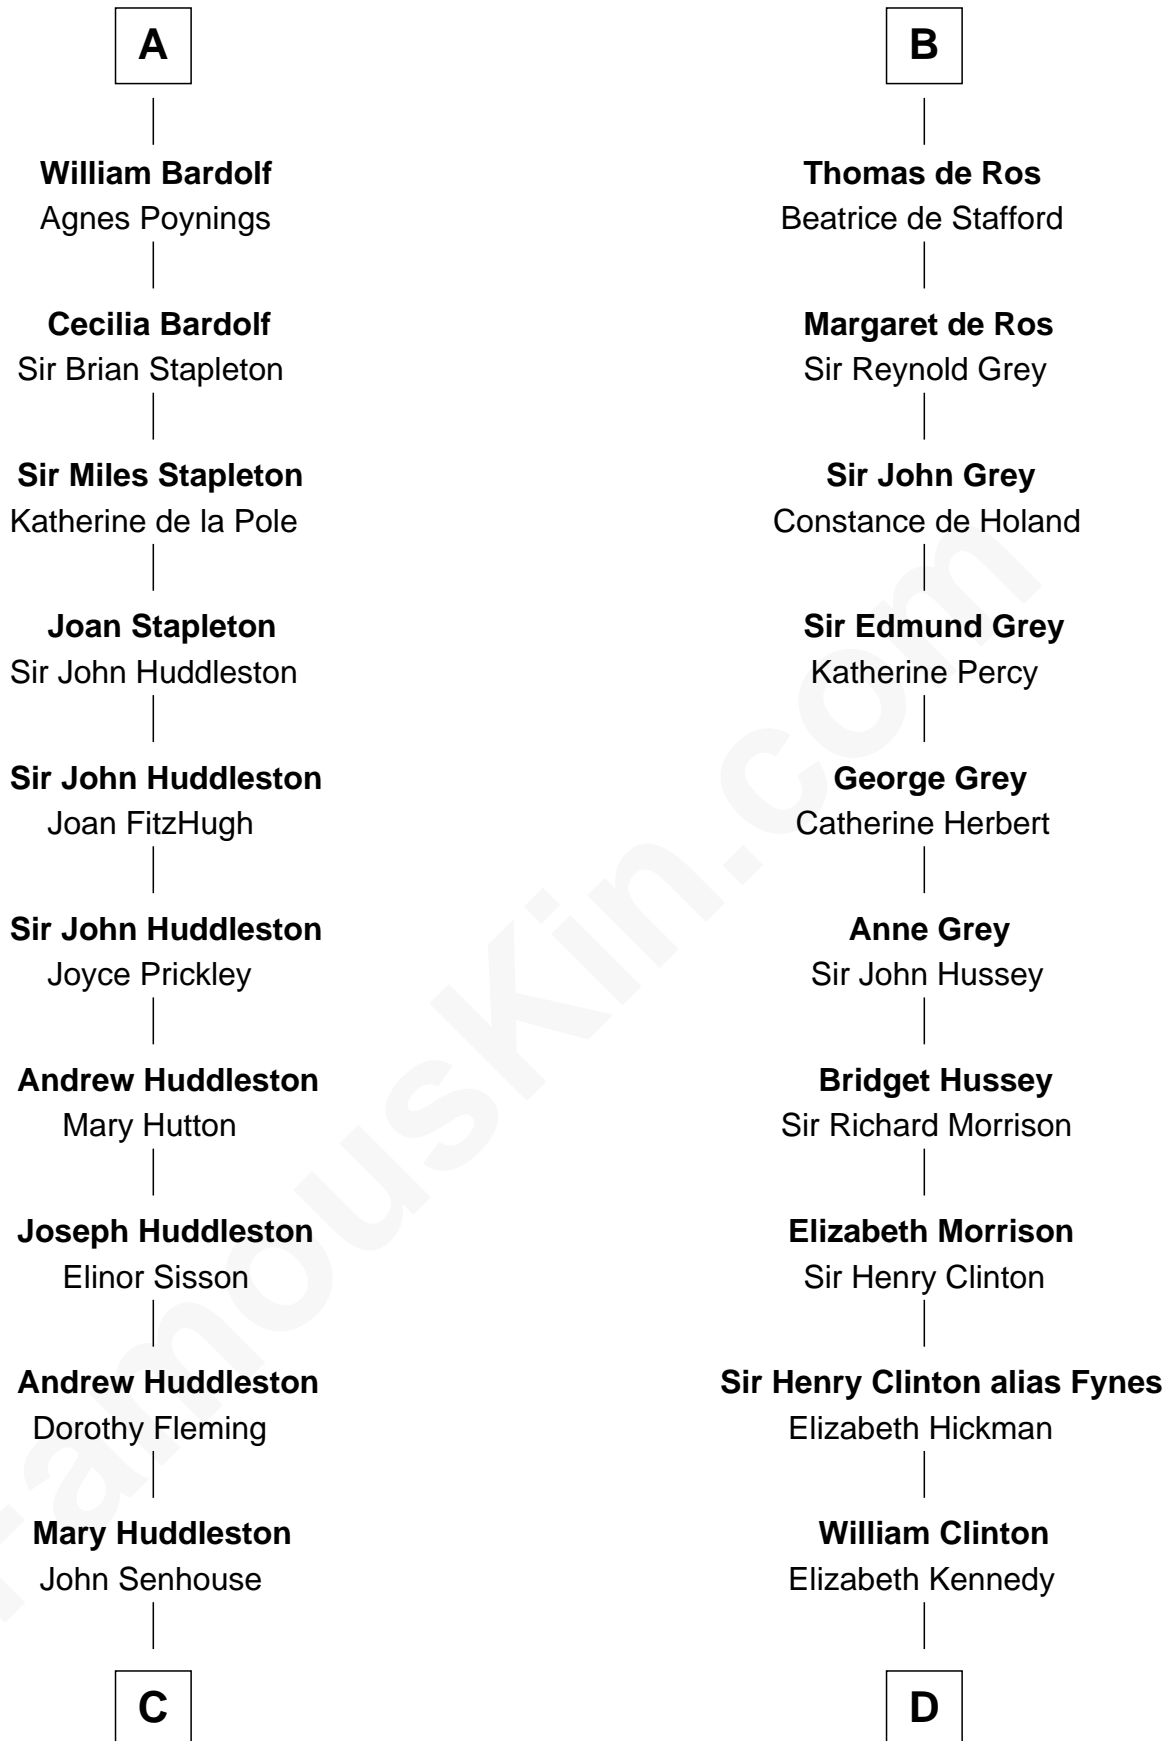 A
William Bardolf
Agnes Poynings
Cecilia Bardolf
Sir Brian Stapleton
Sir Miles Stapleton
Katherine de la Pole
Joan Stapleton
Sir John Huddleston
Sir John Huddleston
Joan FitzHugh
Sir John Huddleston
Joyce Prickley
Andrew Huddleston
Mary Hutton
Joseph Huddleston
Elinor Sisson
Andrew Huddleston
Dorothy Fleming
Mary Huddleston
John Senhouse
C
B
Thomas de Ros
Beatrice de Stafford
Margaret de Ros
Sir Reynold Grey
Sir John Grey
Constance de Holand
Sir Edmund Grey
Katherine Percy
George Grey
Catherine Herbert
Anne Grey
Sir John Hussey
Bridget Hussey
Sir Richard Morrison
Elizabeth Morrison
Sir Henry Clinton
Sir Henry Clinton alias Fynes
Elizabeth Hickman
William Clinton
Elizabeth Kennedy
D
FamousKin.com